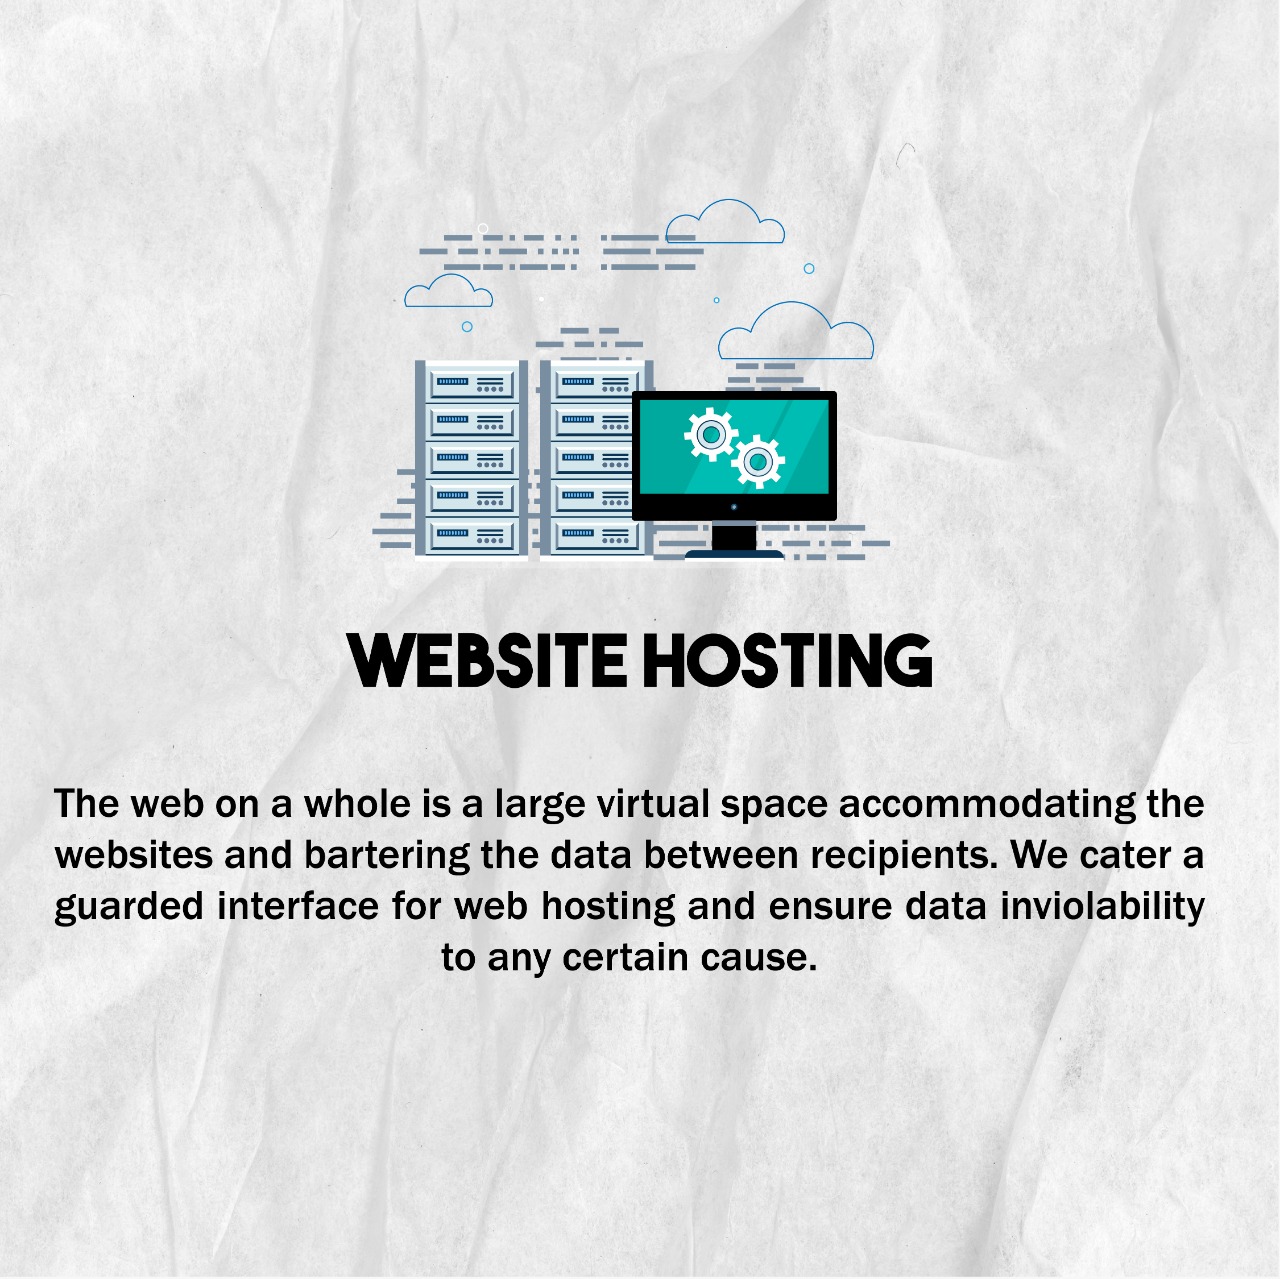 WEBSITE HOSTING
The web on a whole is a large virtual space accommodating the
websites and bartering the data between recipients. We cater a
guarded interface for web hosting and ensure data inviolability
to any certain cause.